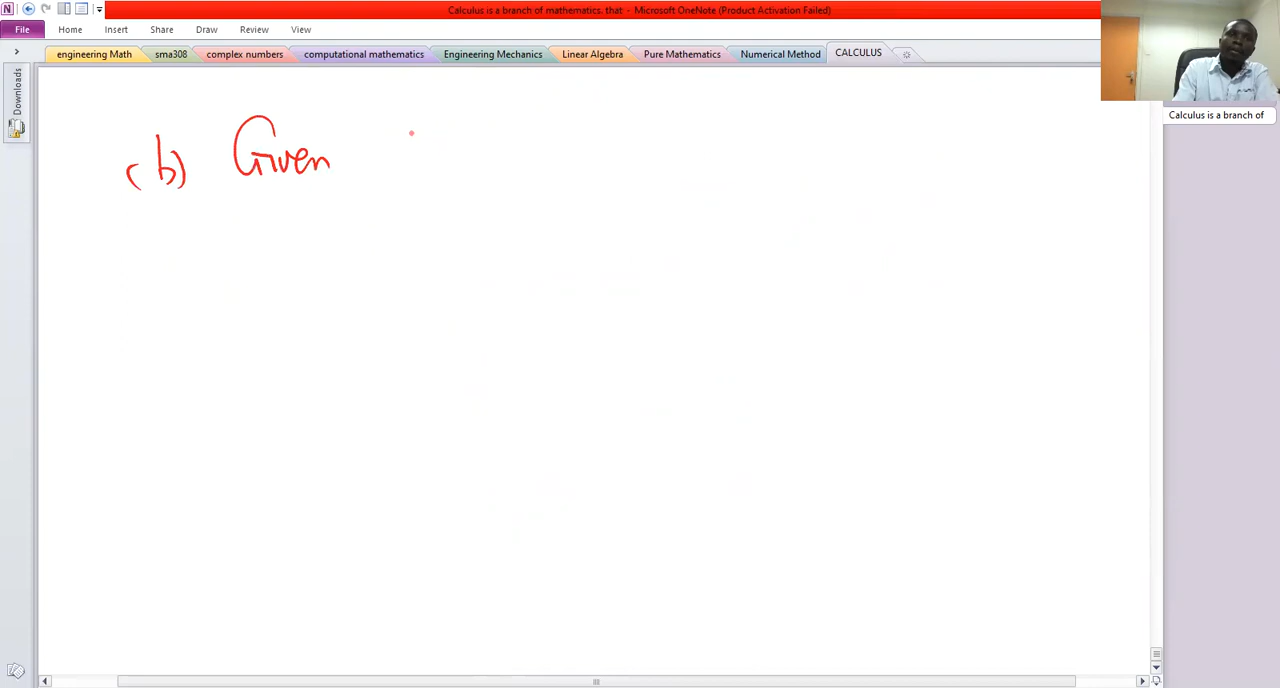 Calculus is a branch of mathematics. that - Microsoft OneNote (Product Activation Failed)
File Home Insert Share Draw Review View
engineering Math sma308 complex numbers computational mathematics Engineering Mechanics Linear Algebra Pure Mathematics Numerical Method CALCULUS
Downloads
Calculus is a branch of
(b) Given